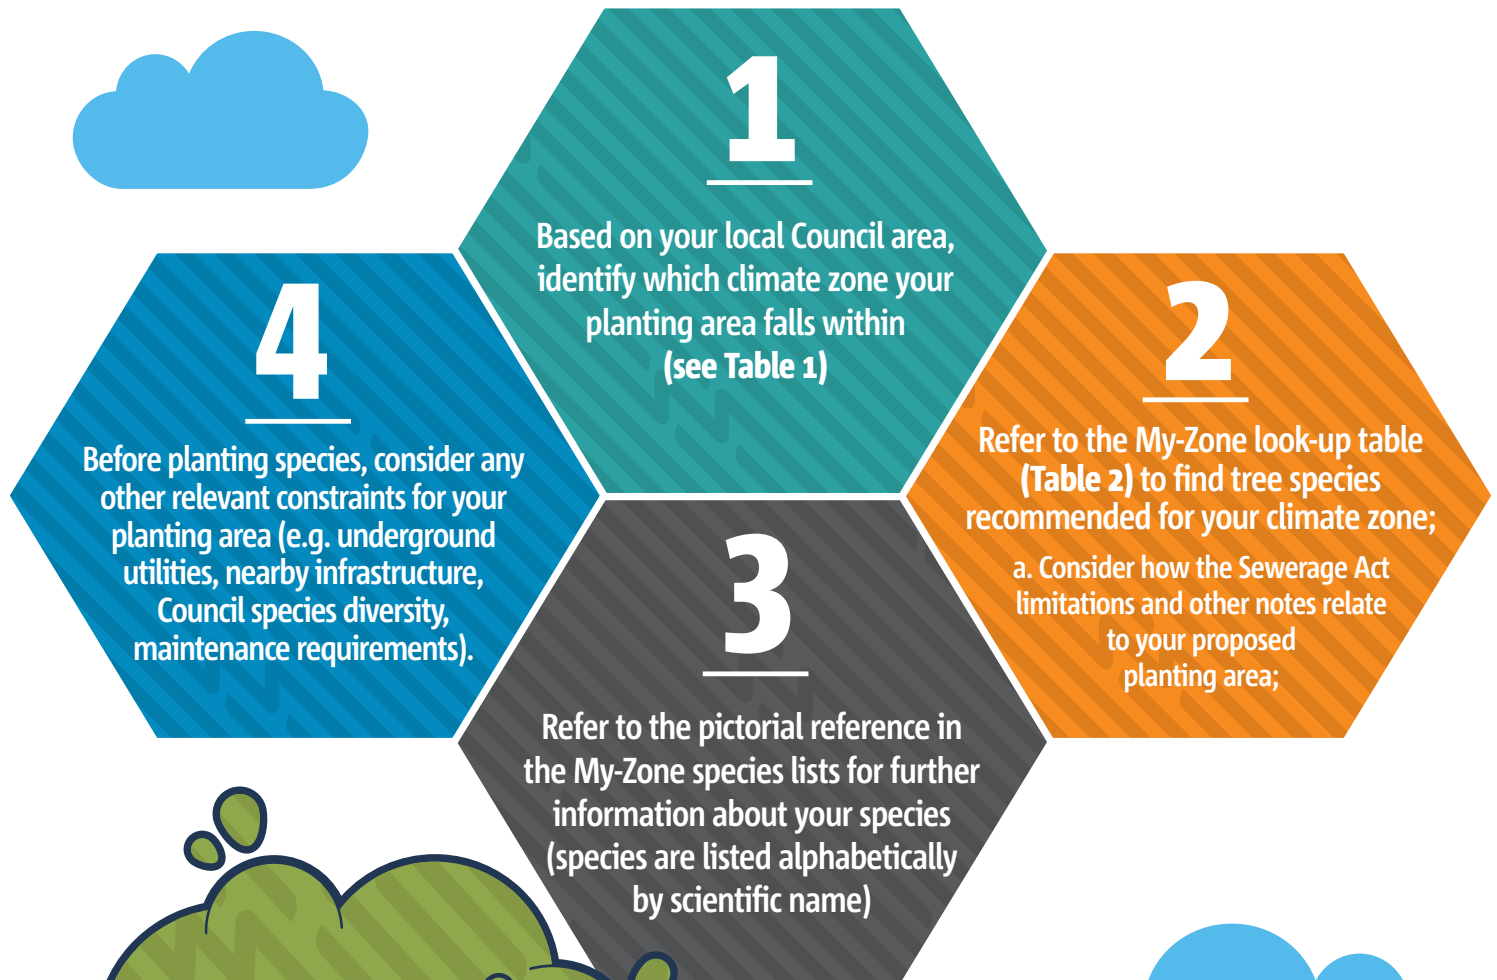 1
Based on your local Council area,
identify which climate zone your
planting area falls within
(see Table 1)
2
Refer to the My-Zone look-up table
(Table 2) to find tree species
recommended for your climate zone;
a. Consider how the Sewerage Act
limitations and other notes relate
to your proposed
planting area;
3
Refer to the pictorial reference in
the My-Zone species lists for further
information about your species
(species are listed alphabetically
by scientific name)
4
Before planting species, consider any
other relevant constraints for your
planting area (e.g. underground
utilities, nearby infrastructure,
Council species diversity,
maintenance requirements).